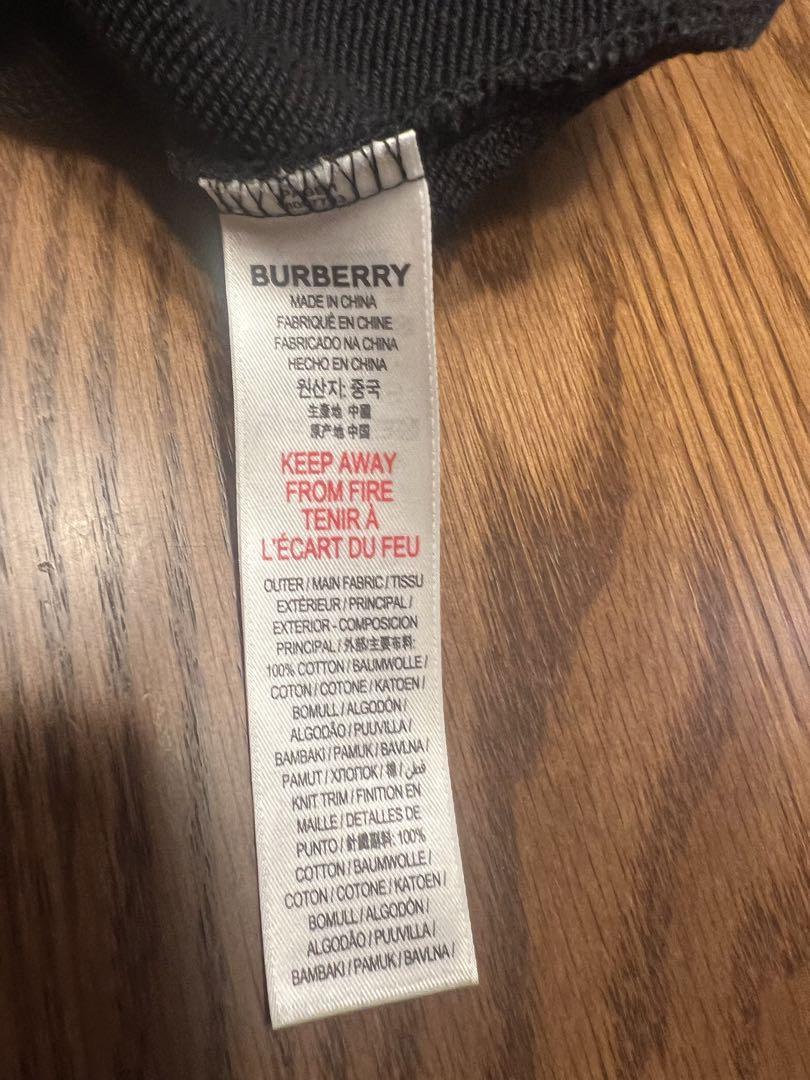 BURBERRY
MADE IN CHINA
FABRIQUÉ EN CHINE
FABRICADO NA CHINA
HECHO EN CHINA
원산지: 중국
生產地 中國
原产地 中国
KEEP AWAY
FROM FIRE
TENIR À
L'ÉCART DU FEU
OUTER / MAIN FABRIC / TISSU
EXTÉRIEUR / PRINCIPAL /
EXTERIOR - COMPOSICION
PRINCIPAL / 外部/主要布料:
100% COTTON / BAUMWOLLE /
COTON / COTONE / KATOEN /
BOMULL / ALGODÓN /
ALGODÃO / PUUVILLA /
BAMBAKI / PAMUK / BAVLNA /
PAMUT / ХЛОПОК / 棉 / قطن /
KNIT TRIM / FINITION EN
MAILLE / DETALLES DE
PUNTO / 針織廓料: 100%
COTTON / BAUMWOLLE /
COTON / COTONE / KATOEN /
BOMULL / ALGODÓN /
ALGODÃO / PUUVILLA /
BAMBAKI / PAMUK / BAVLNA /